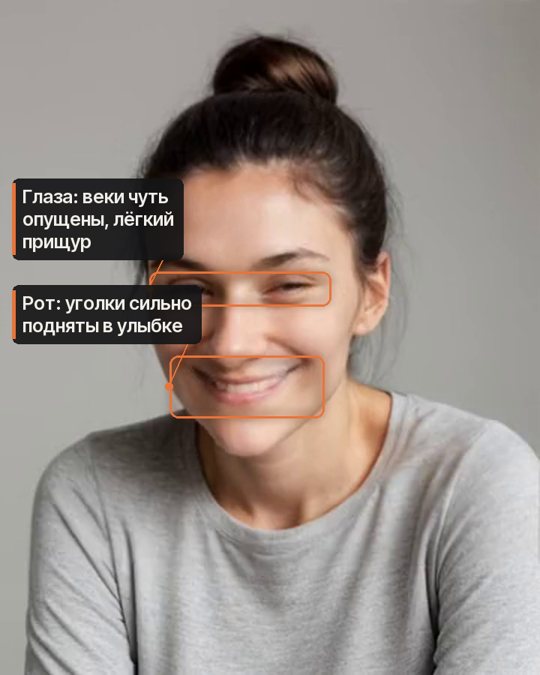 Глаза: веки чуть
опущены, лёгкий
прищур
Рот: уголки сильно
подняты в улыбке